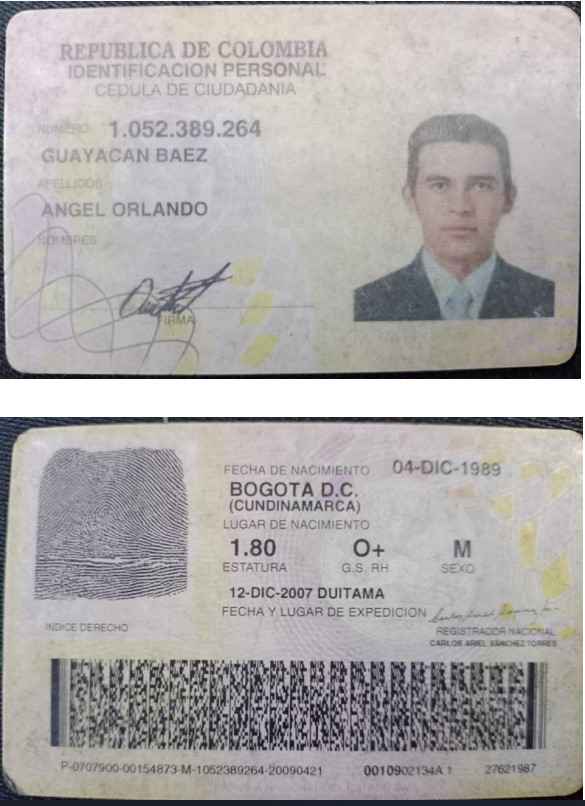 REPUBLICA DE COLOMBIA
IDENTIFICACION PERSONAL
CEDULA DE CIUDADANIA
NUMERO 1.052.389.264
GUAYACAN BAEZ
APELLIDOS
ANGEL ORLANDO
NOMBRES
FIRMA
FECHA DE NACIMIENTO 04-DIC-1989
BOGOTA D.C.
(CUNDINAMARCA)
LUGAR DE NACIMIENTO
1.80 O+ M
ESTATURA G.S. RH SEXO
12-DIC-2007 DUITAMA
FECHA Y LUGAR DE EXPEDICION
INDICE DERECHO
REGISTRADOR NACIONAL
CARLOS ARIEL SÁNCHEZ TORRES
P-0707900-00154873-M-1052389264-20090421 0010902134A 1 27621987